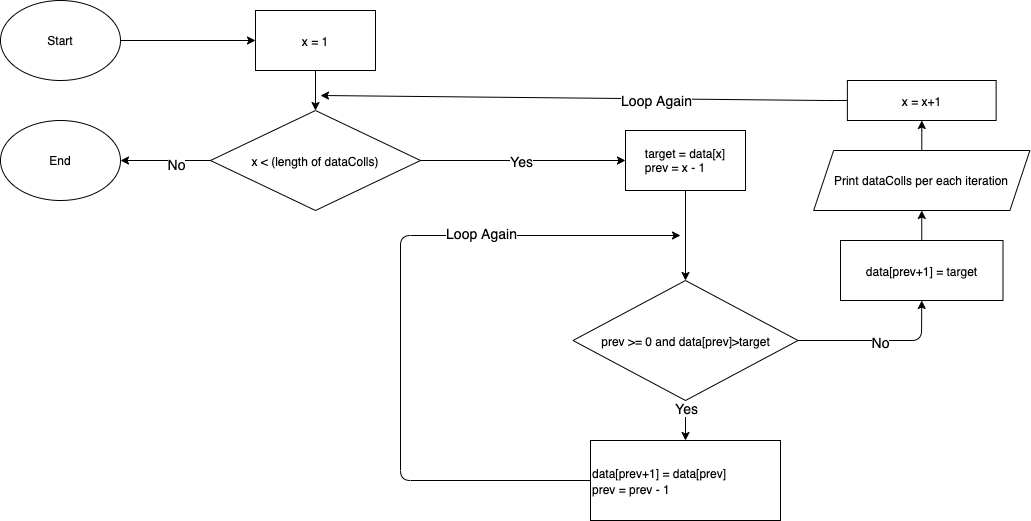 Start
x = 1
Loop Again
x = x+1
End
No
x < (length of dataColls)
Yes
target = data[x]
prev = x - 1
Print dataColls per each iteration
Loop Again
data[prev+1] = target
prev >= 0 and data[prev]>target
No
Yes
data[prev+1] = data[prev]
prev = prev - 1